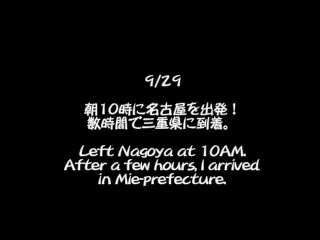 9/29
朝10時に名古屋を出発！
数時間で三重県に到着。
Left Nagoya at 10AM.
After a few hours, I arrived
in Mie-prefecture.